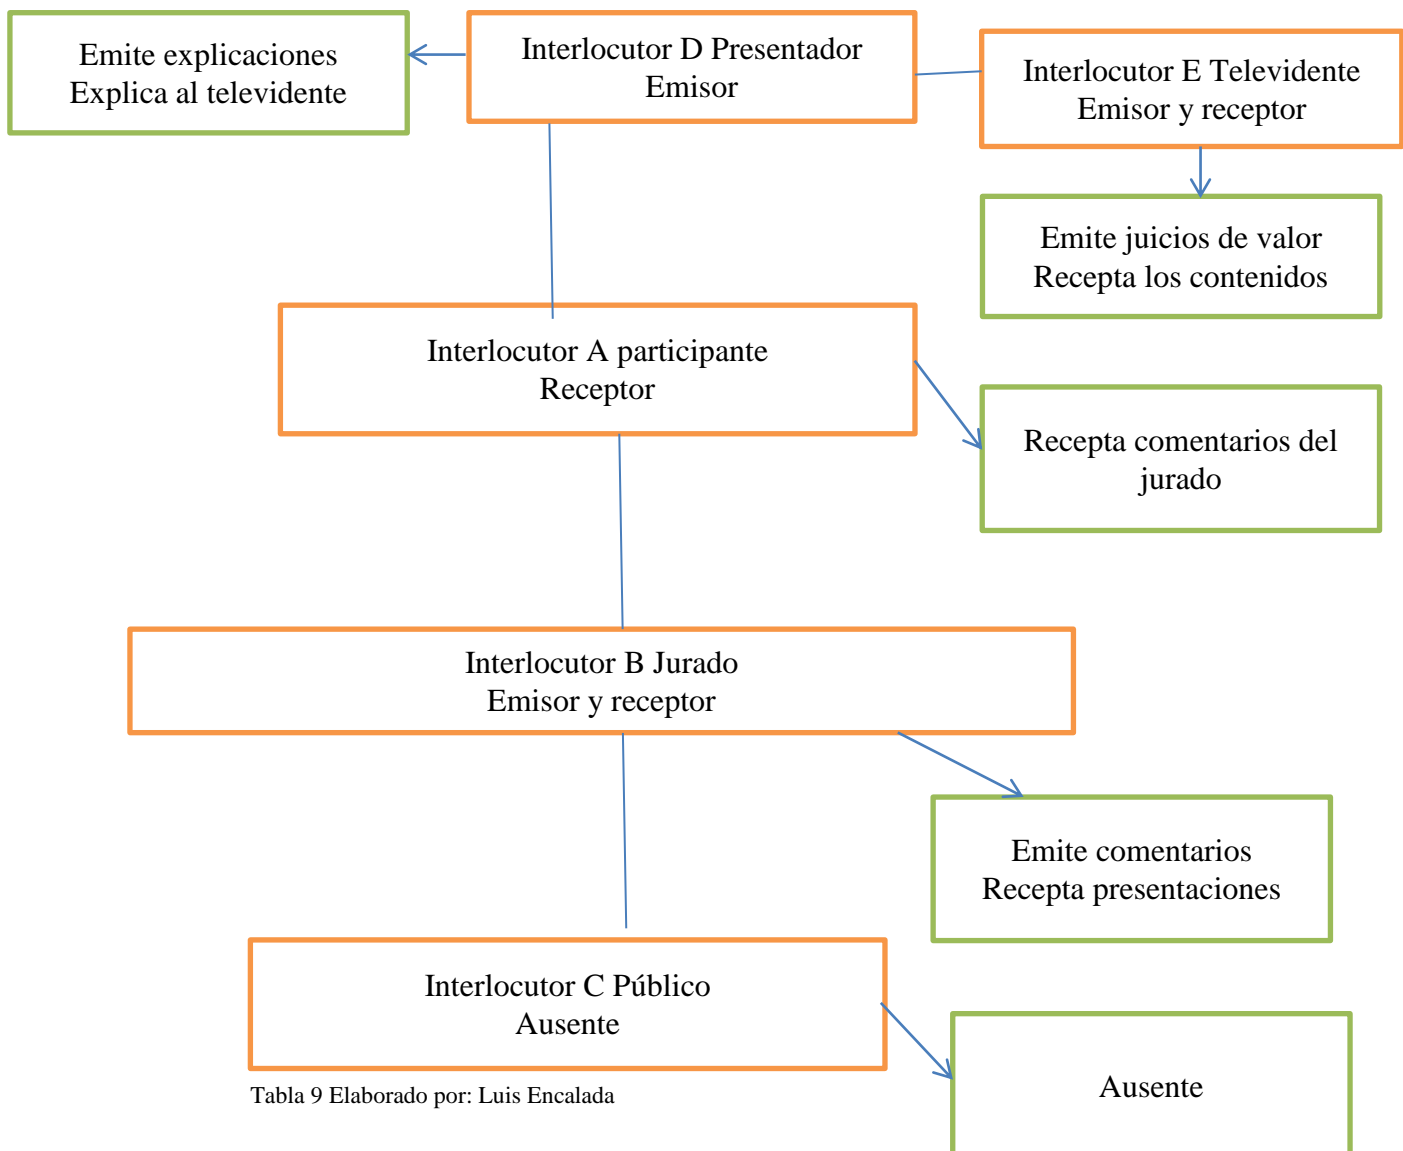 Emite explicaciones
Explica al televidente
Interlocutor D Presentador
Emisor
Interlocutor E Televidente
Emisor y receptor
Emite juicios de valor
Recepta los contenidos
Interlocutor A participante
Receptor
Recepta comentarios del
jurado
Interlocutor B Jurado
Emisor y receptor
Emite comentarios
Recepta presentaciones
Interlocutor C Público
Ausente
Ausente
Tabla 9 Elaborado por: Luis Encalada